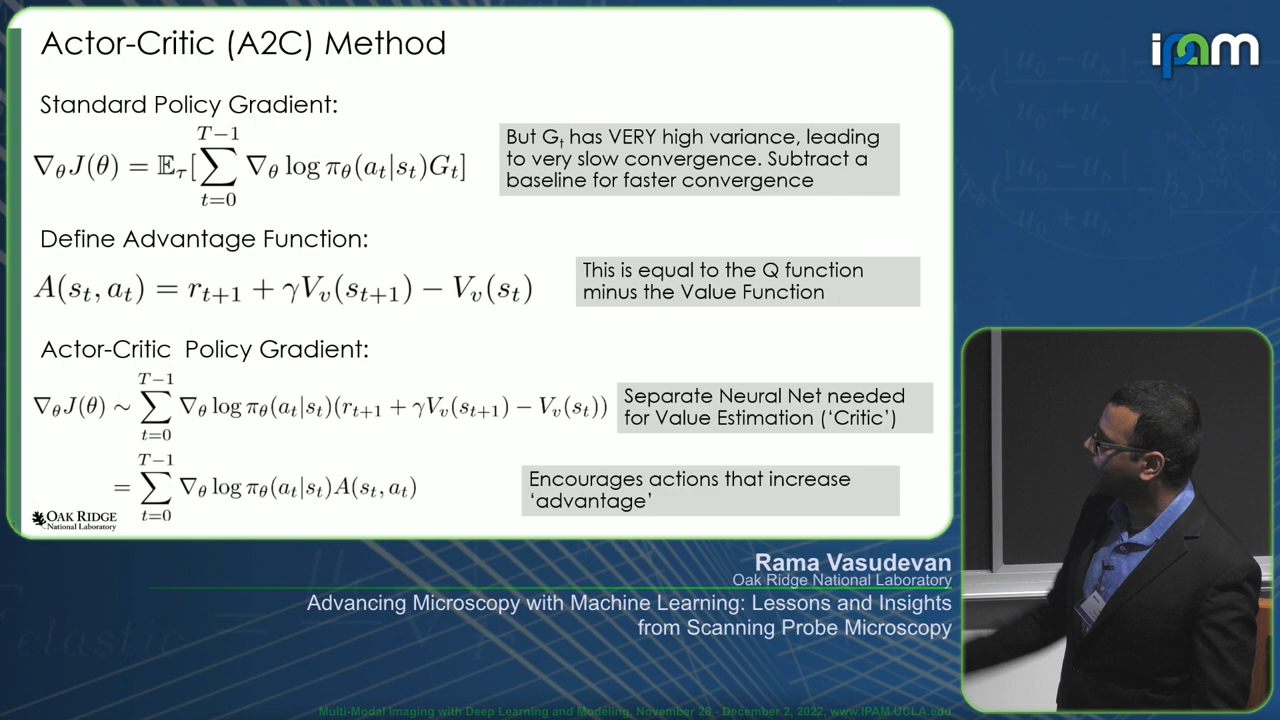 Actor-Critic (A2C) Method
Standard Policy Gradient:
∇θJ(θ) = 𝔼τ[∑_{t=0}^{T−1} ∇θ log πθ(at|st)Gt]
But Gt has VERY high variance, leading
to very slow convergence. Subtract a
baseline for faster convergence
Define Advantage Function:
A(st, at) = rt+1 + γVv(st+1) − Vv(st)
This is equal to the Q function
minus the Value Function
Actor-Critic Policy Gradient:
∇θJ(θ) ∼ ∑_{t=0}^{T−1} ∇θ log πθ(at|st)(rt+1 + γVv(st+1) − Vv(st))
Separate Neural Net needed
for Value Estimation (‘Critic’)
= ∑_{t=0}^{T−1} ∇θ log πθ(at|st)A(st, at)
Encourages actions that increase
‘advantage’
OAK RIDGE
National Laboratory
ipam
Rama Vasudevan
Oak Ridge National Laboratory
Advancing Microscopy with Machine Learning: Lessons and Insights
from Scanning Probe Microscopy
Multi-Modal Imaging with Deep Learning and Modeling, November 28 - December 2, 2022, www.IPAM.UCLA.edu